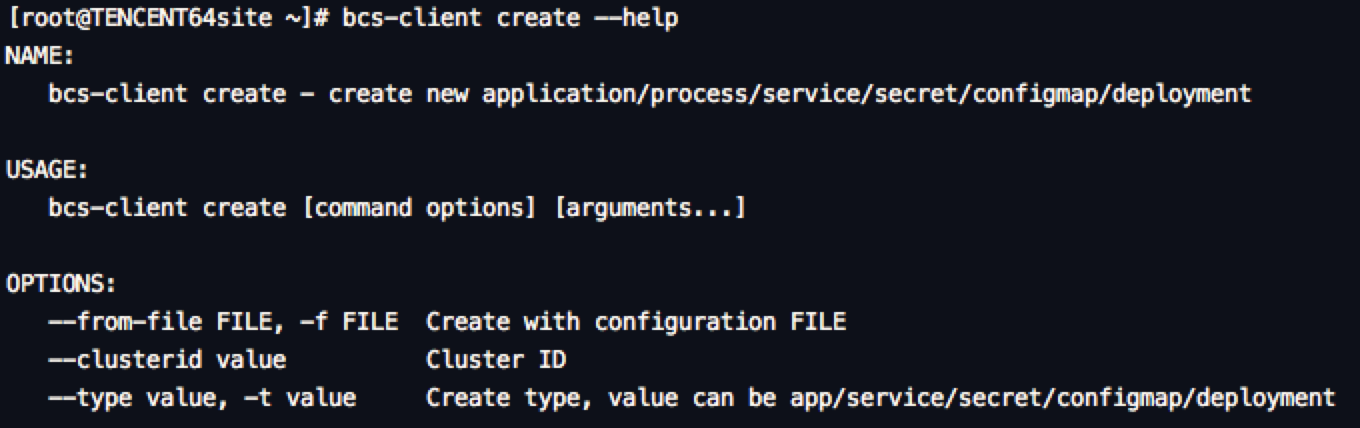 [root@TENCENT64site ~]# bcs-client create --help
NAME:
   bcs-client create - create new application/process/service/secret/configmap/deployment

USAGE:
   bcs-client create [command options] [arguments...]

OPTIONS:
   --from-file FILE, -f FILE  Create with configuration FILE
   --clusterid value          Cluster ID
   --type value, -t value     Create type, value can be app/service/secret/configmap/deployment